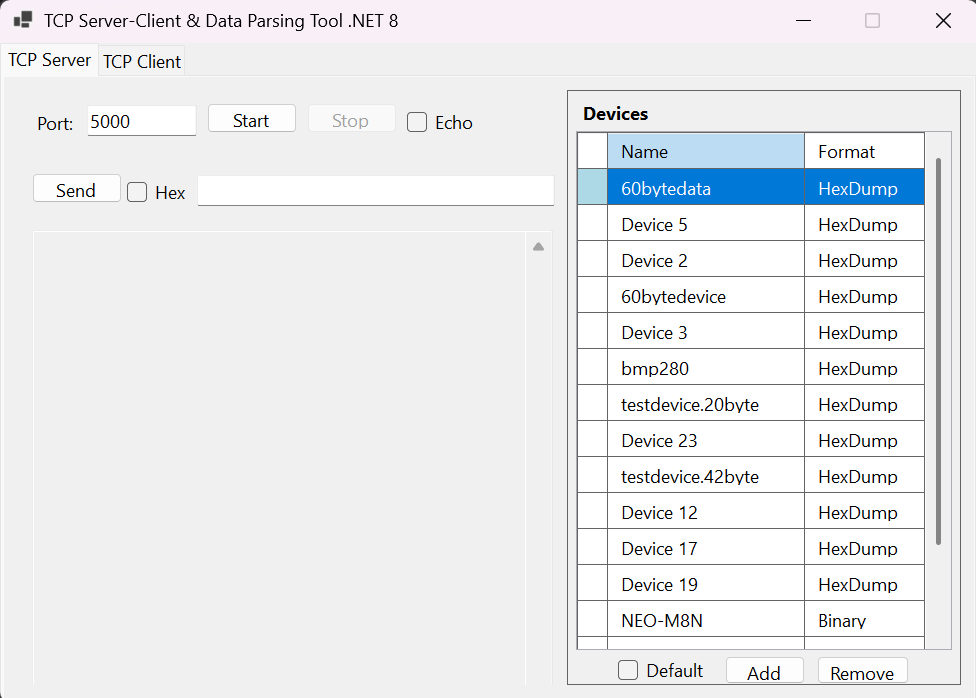 TCP Server-Client & Data Parsing Tool .NET 8
TCP Server TCP Client
Port: 5000 Start Stop Echo
Send Hex
Devices
Name Format
60bytedata HexDump
Device 5 HexDump
Device 2 HexDump
60bytedevice HexDump
Device 3 HexDump
bmp280 HexDump
testdevice.20byte HexDump
Device 23 HexDump
testdevice.42byte HexDump
Device 12 HexDump
Device 17 HexDump
Device 19 HexDump
NEO-M8N Binary
Default Add Remove